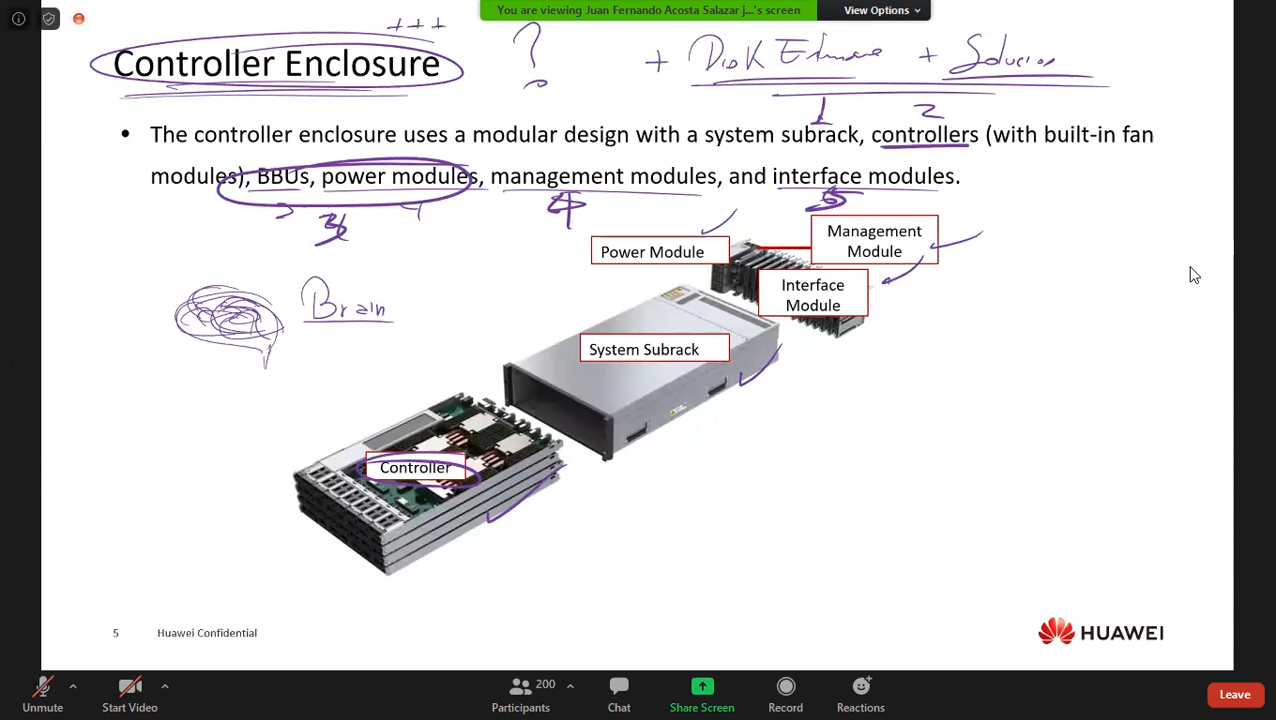 You are viewing Juan Fernando Acosta Salazar j...'s screen
View Options
+++
Controller Enclosure
?
+ Disk + Solucion
1 2
• The controller enclosure uses a modular design with a system subrack, controllers (with built-in fan
modules), BBUs, power modules, management modules, and interface modules.
4 5
Power Module
Management
Module
Interface
Module
Brain
System Subrack
Controller
5 Huawei Confidential
HUAWEI
200
Unmute
Start Video
Participants
Chat
Share Screen
Record
Reactions
Leave